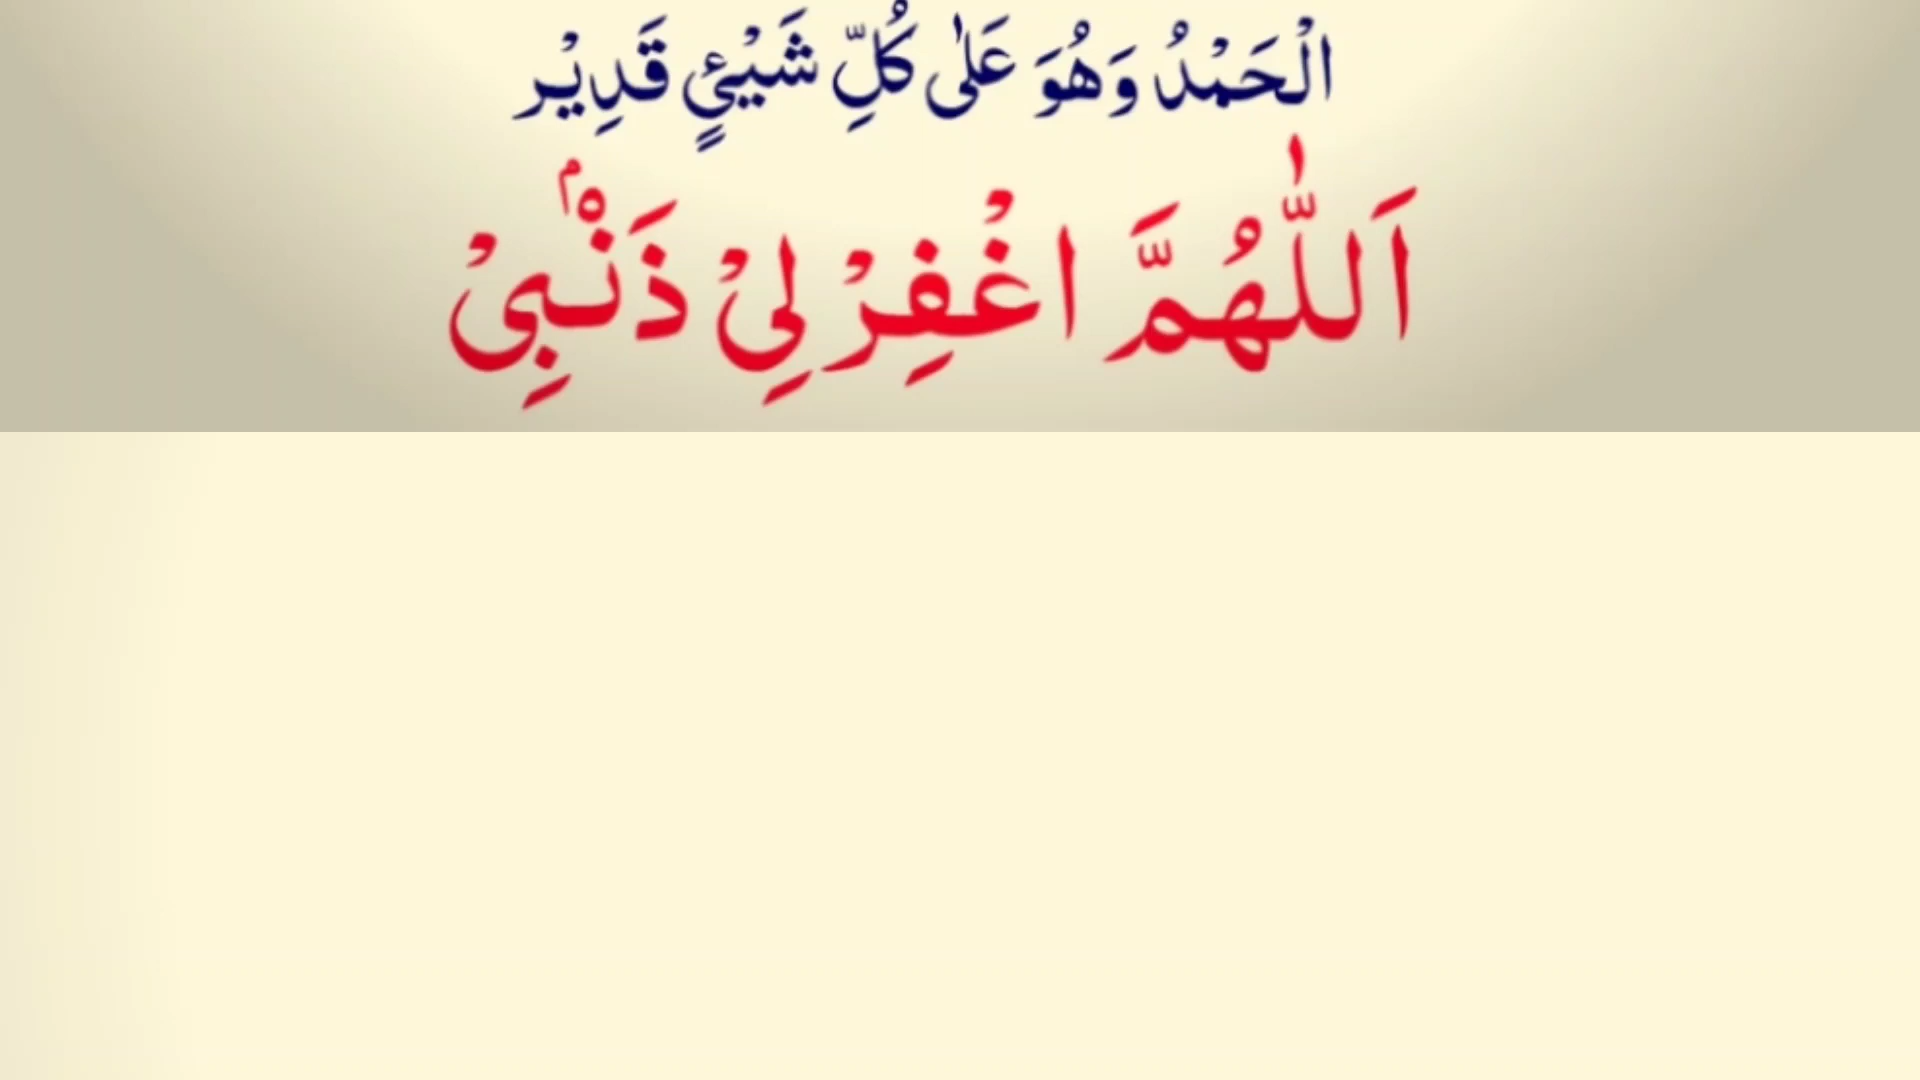 الْحَمْدُ وَهُوَ عَلٰى كُلِّ شَيْئٍ قَدِيْر
اَللّٰهُمَّ اغْفِرْ لِيْ ذَنْۢبِيْ